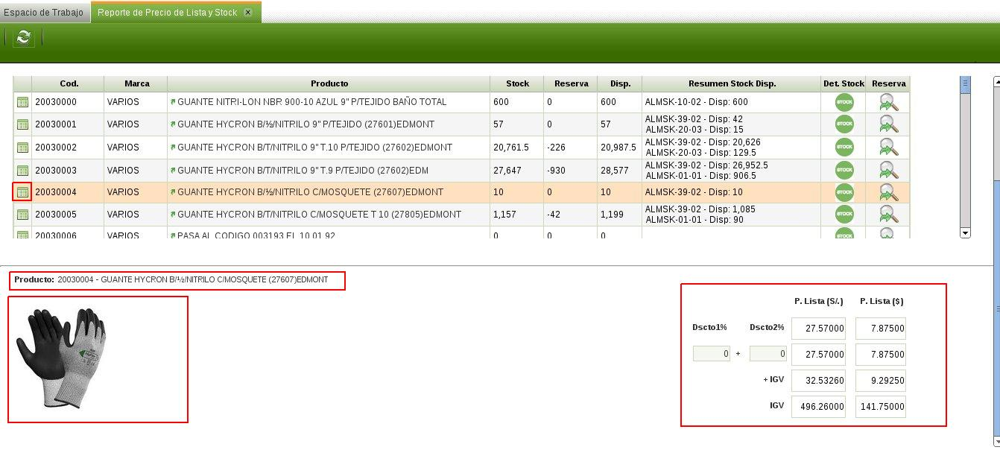 Espacio de Trabajo
Reporte de Precio de Lista y Stock
Cod. Marca Producto Stock Reserva Disp. Resumen Stock Disp. Det. Stock Reserva
20030000 VARIOS GUANTE NITRI-LON NBR 900-10 AZUL 9" P/TEJIDO BAÑO TOTAL 600 0 600 ALMSK-10-02 - Disp: 600 STOCK
20030001 VARIOS GUANTE HYCRON B/½/NITRILO 9" P/TEJIDO (27601)EDMONT 57 0 57 ALMSK-39-02 - Disp: 42
ALMSK-20-03 - Disp: 15 STOCK
20030002 VARIOS GUANTE HYCRON B/T/NITRILO 9" T.10 P/TEJIDO (27602)EDMONT 20,761.5 -226 20,987.5 ALMSK-39-02 - Disp: 20,626
ALMSK-20-03 - Disp: 129.5 STOCK
20030003 VARIOS GUANTE HYCRON B/T/NITRILO 9" T.9 P/TEJIDO (27602)EDM 27,647 -930 28,577 ALMSK-39-02 - Disp: 26,952.5
ALMSK-01-01 - Disp: 906.5 STOCK
20030004 VARIOS GUANTE HYCRON B/½/NITRILO C/MOSQUETE (27607)EDMONT 10 0 10 ALMSK-39-02 - Disp: 10 STOCK
20030005 VARIOS GUANTE HYCRON B/T/NITRILO C/MOSQUETE T 10 (27805)EDMONT 1,157 -42 1,199 ALMSK-39-02 - Disp: 1,085
ALMSK-01-01 - Disp: 90 STOCK
20030006 VARIOS PASA AL CODIGO 003193 EL 10 01 92 0 0 0 STOCK
Producto: 20030004 - GUANTE HYCRON B/½/NITRILO C/MOSQUETE (27607)EDMONT
P. Lista (S/.) P. Lista ($)
Dscto1% Dscto2% 27.57000 7.87500
0 + 0 27.57000 7.87500
+ IGV 32.53260 9.29250
IGV 496.26000 141.75000